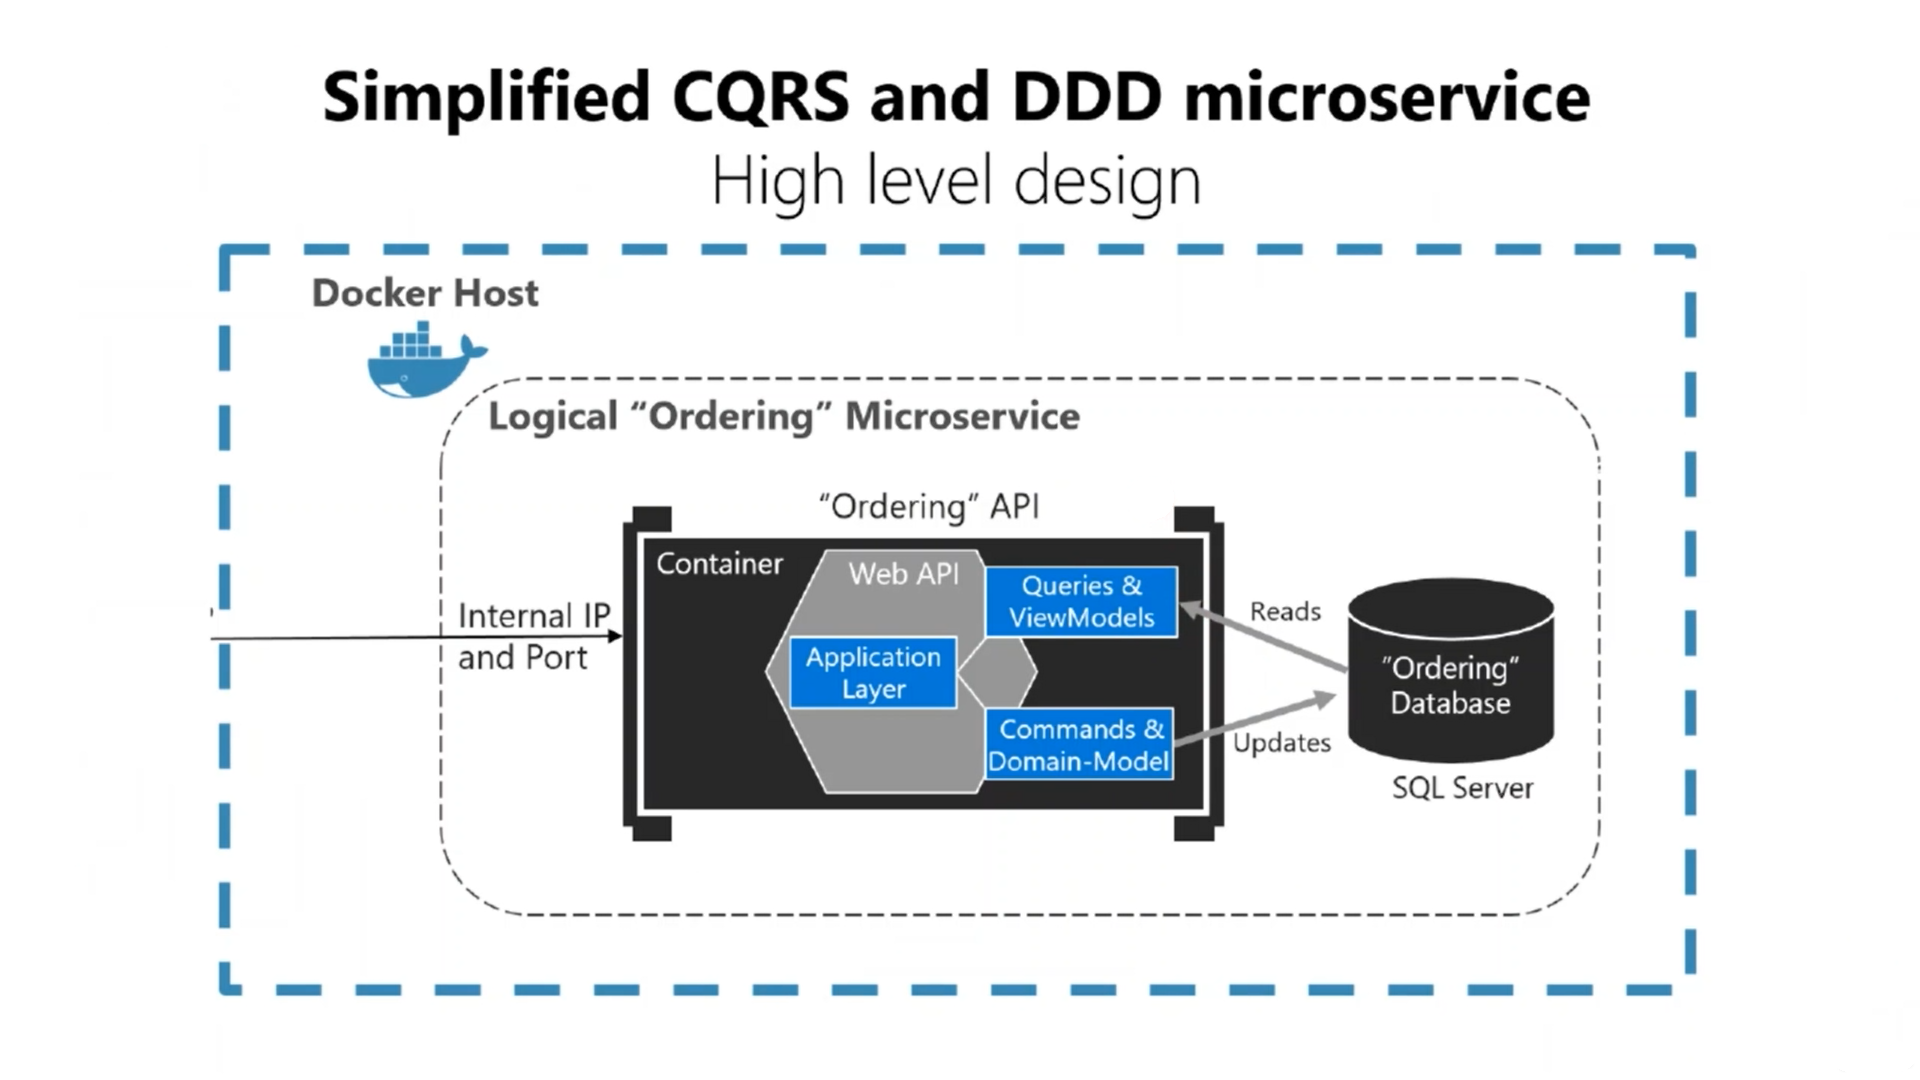 Simplified CQRS and DDD microservice
High level design
Docker Host
Logical “Ordering” Microservice
“Ordering” API
Container
Web API
Queries &
ViewModels
Application
Layer
Commands &
Domain-Model
Internal IP
and Port
Reads
Updates
“Ordering”
Database
SQL Server